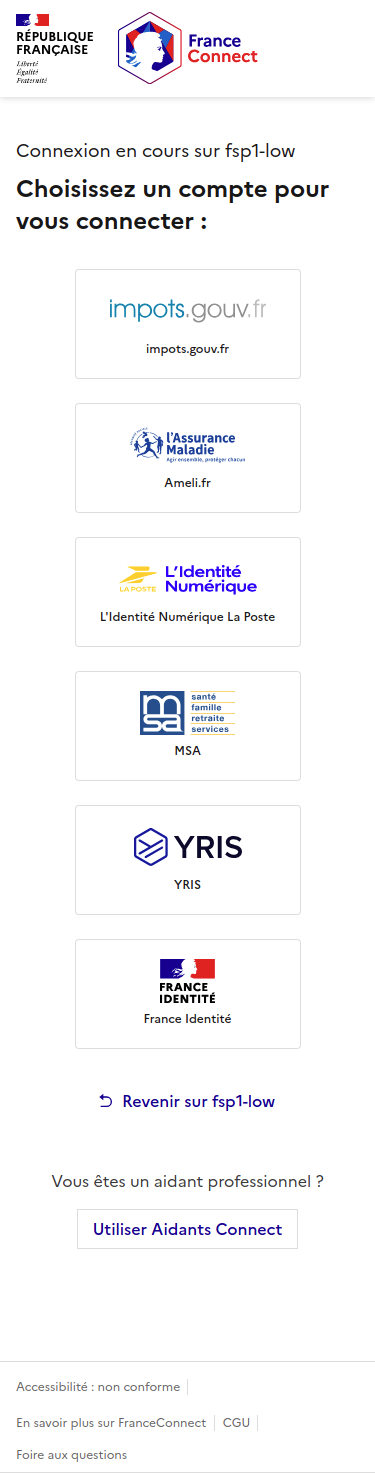 RÉPUBLIQUE
FRANÇAISE
Liberté
Égalité
Fraternité
France
Connect
Connexion en cours sur fsp1-low
Choisissez un compte pour
vous connecter :
impots.gouv.fr
impots.gouv.fr
l'Assurance
Maladie
Agir ensemble, protéger chacun
Ameli.fr
LA POSTE
L'Identité
Numérique
L'Identité Numérique La Poste
msa
santé
famille
retraite
services
MSA
YRIS
YRIS
FRANCE
IDENTITÉ
France Identité
Revenir sur fsp1-low
Vous êtes un aidant professionnel ?
Utiliser Aidants Connect
Accessibilité : non conforme
En savoir plus sur FranceConnect
CGU
Foire aux questions